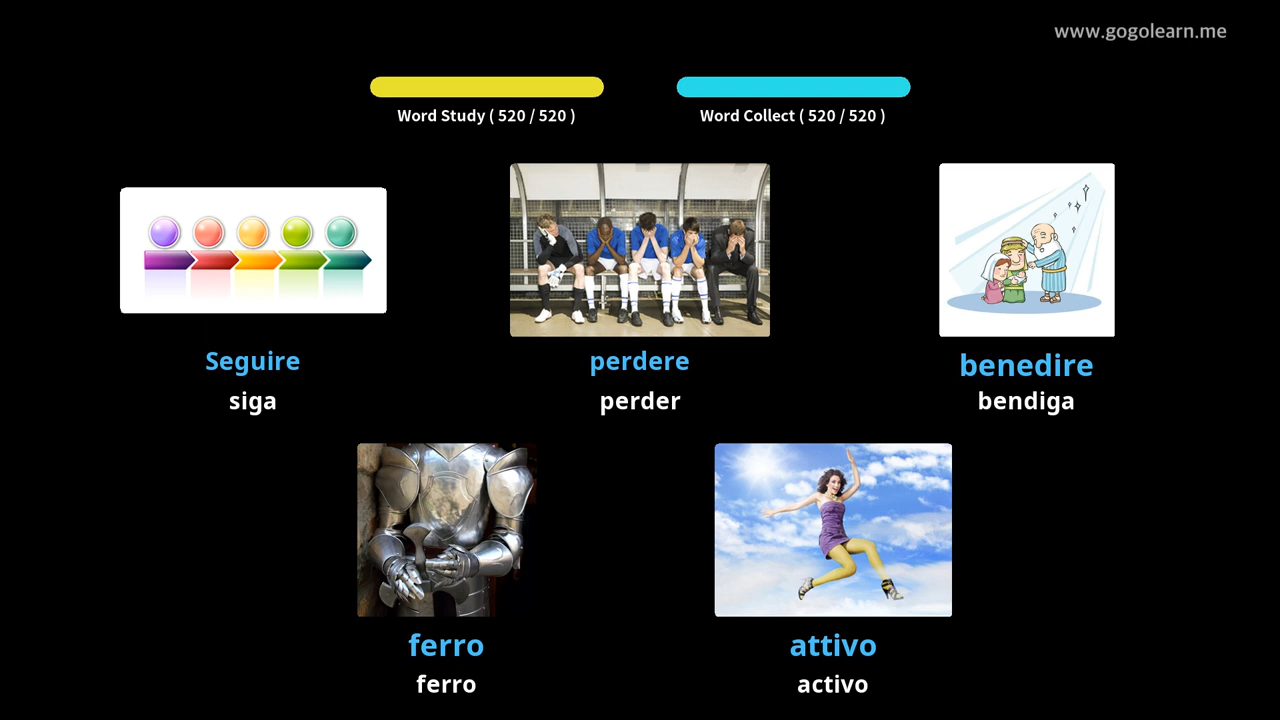 www.gogolearn.me
Word Study ( 520 / 520 )
Word Collect ( 520 / 520 )
Seguire
siga
perdere
perder
benedire
bendiga
ferro
ferro
attivo
activo